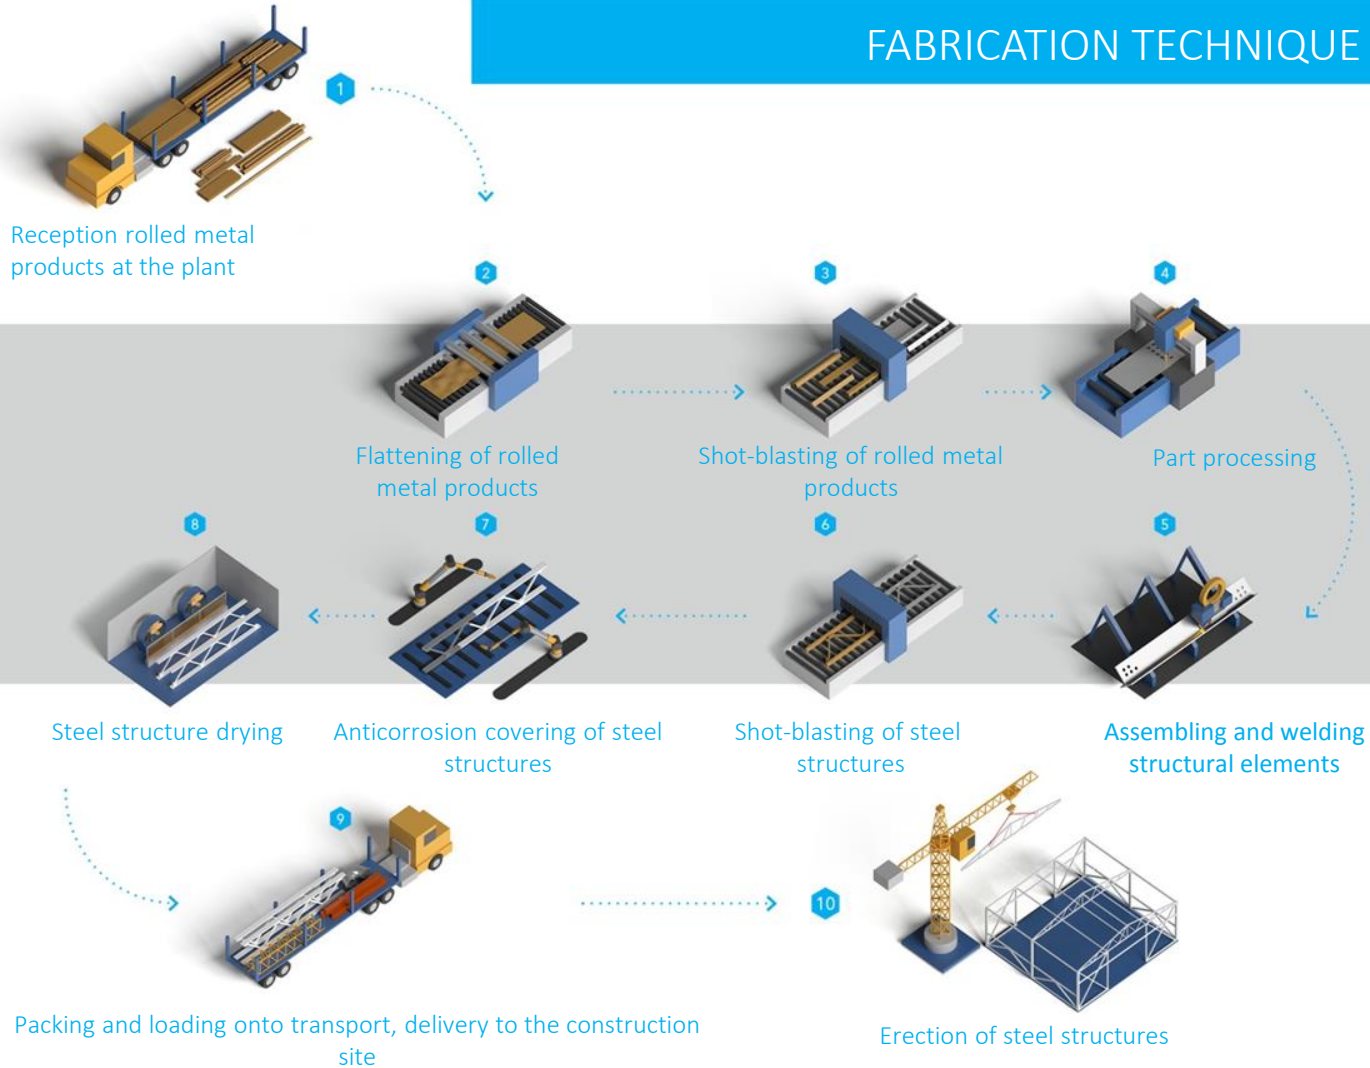 FABRICATION TECHNIQUE
1
Reception rolled metal
products at the plant
2
3
4
Flattening of rolled
metal products
Shot-blasting of rolled metal
products
Part processing
8
7
6
5
Steel structure drying
Anticorrosion covering of steel
structures
Shot-blasting of steel
structures
Assembling and welding
structural elements
9
10
Packing and loading onto transport, delivery to the construction
site
Erection of steel structures